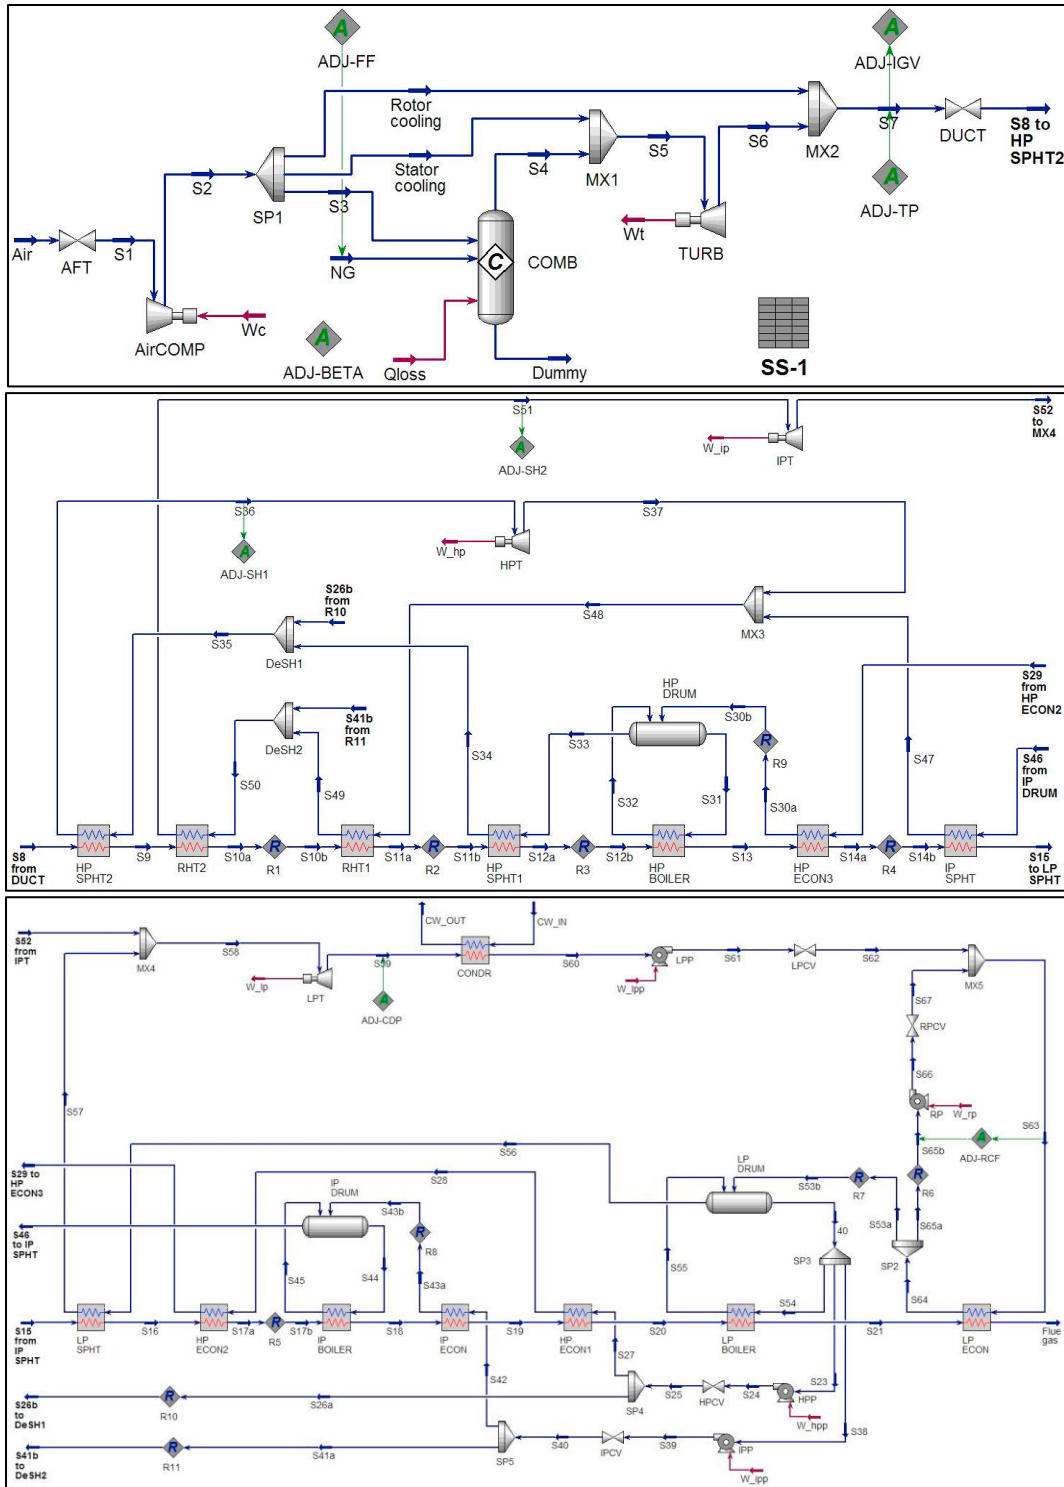 A
ADJ-FF
A
ADJ-IGV
Rotor
cooling
S2
SP1
Stator
cooling
S3
S4
MX1
S5
S6
MX2
S7
DUCT
S8 to
HP
SPHT2
A
ADJ-TP
Air
AFT
S1
NG
C
COMB
Wt
TURB
AirCOMP
Wc
A
ADJ-BETA
Qloss
Dummy
SS-1
S51
A
ADJ-SH2
W_ip
IPT
S52
to
MX4
S36
A
ADJ-SH1
W_hp
HPT
S37
S26b
from
R10
S35
DeSH1
S48
MX3
S29
from
HP
ECON2
S41b
from
R11
DeSH2
S50
S49
S34
S33
HP
DRUM
S30b
R
R9
S32
S31
S30a
S47
S46
from
IP
DRUM
S8
from
DUCT
HP
SPHT2
S9
RHT2
S10a
R
R1
S10b
RHT1
S11a
R
R2
S11b
HP
SPHT1
S12a
R
R3
S12b
HP
BOILER
S13
HP
ECON3
S14a
R
R4
S14b
IP
SPHT
S15
to LP
SPHT
S52
from
IPT
MX4
S58
W_lp
LPT
S59
A
ADJ-CDP
CW_OUT
CW_IN
CONDR
S60
W_lpp
LPP
S61
LPCV
S62
MX5
S67
RPCV
S66
RP
W_rp
S63
A
ADJ-RCF
S65b
R
R6
S65a
S57
S56
S29 to
HP
ECON3
S28
S46
to IP
SPHT
IP
DRUM
S43b
R
R8
S43a
S45
S44
LP
DRUM
S53b
R
R7
S53a
SP2
40
SP3
S55
S54
S64
S15
from
IP
SPHT
LP
SPHT
S16
HP
ECON2
S17a
R
R5
S17b
IP
BOILER
S18
IP
ECON
S19
HP
ECON1
S20
LP
BOILER
S21
LP
ECON
Flue
gas
S42
S27
S23
S26b
to
DeSH1
R
R10
S26a
SP4
S25
HPCV
S24
HPP
W_hpp
S38
S41b
to
DeSH2
R
R11
S41a
SP5
S40
IPCV
S39
IPP
W_ipp